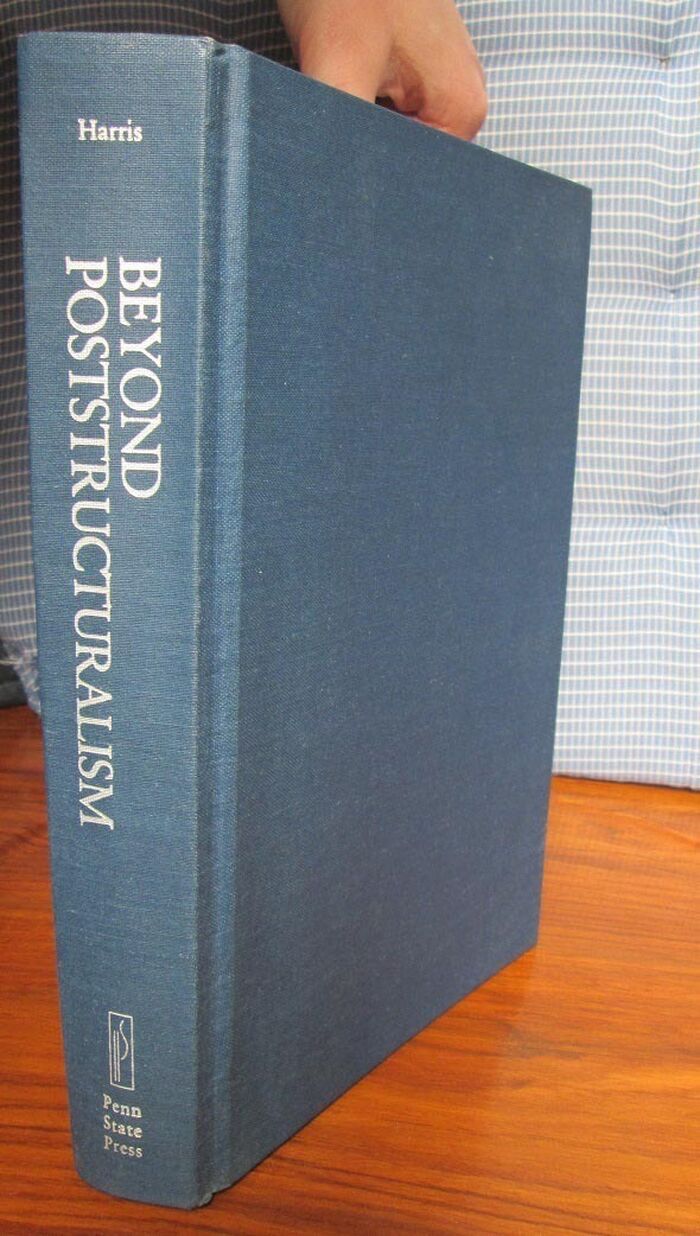 Harris
BEYOND
POSTSTRUCTURALISM
Penn
State
Press